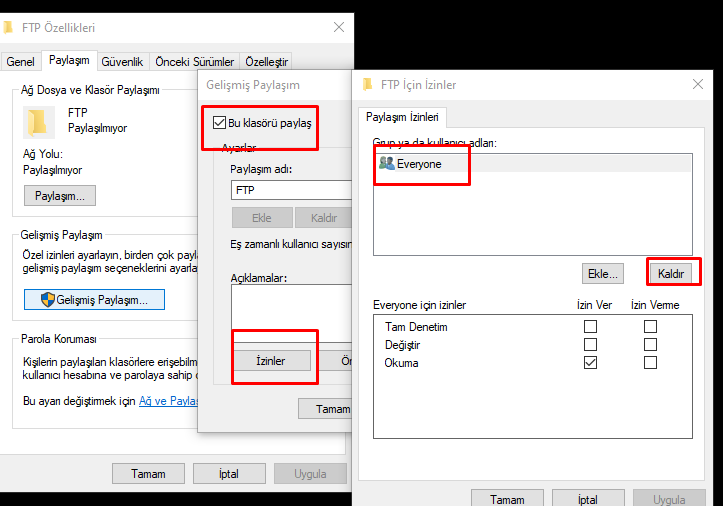 FTP Özellikleri
Genel
Paylaşım
Güvenlik
Önceki Sürümler
Özelleştir
Ağ Dosya ve Klasör Paylaşımı
FTP
Paylaşılmıyor
Ağ Yolu:
Paylaşılmıyor
Paylaşım...
Gelişmiş Paylaşım
Özel izinleri ayarlayın, birden çok payl
gelişmiş paylaşım seçeneklerini ayarla
Gelişmiş Paylaşım...
Parola Koruması
Kişilerin paylaşılan klasörlere erişebilm
kullanıcı hesabına ve parolaya sahip o
Bu ayarı değiştirmek için Ağ ve Paylaş
Tamam
İptal
Uygula
Gelişmiş Paylaşım
Bu klasörü paylaş
Ayarlar
Paylaşım adı:
FTP
Ekle
Kaldır
Eş zamanlı kullanıcı sayısın
Açıklamalar:
İzinler
Ön
Tamam
FTP İçin İzinler
Paylaşım İzinleri
Grup ya da kullanıcı adları:
Everyone
Ekle...
Kaldır
Everyone için izinler
İzin Ver
İzin Verme
Tam Denetim
Değiştir
Okuma
Tamam
İptal
Uygula